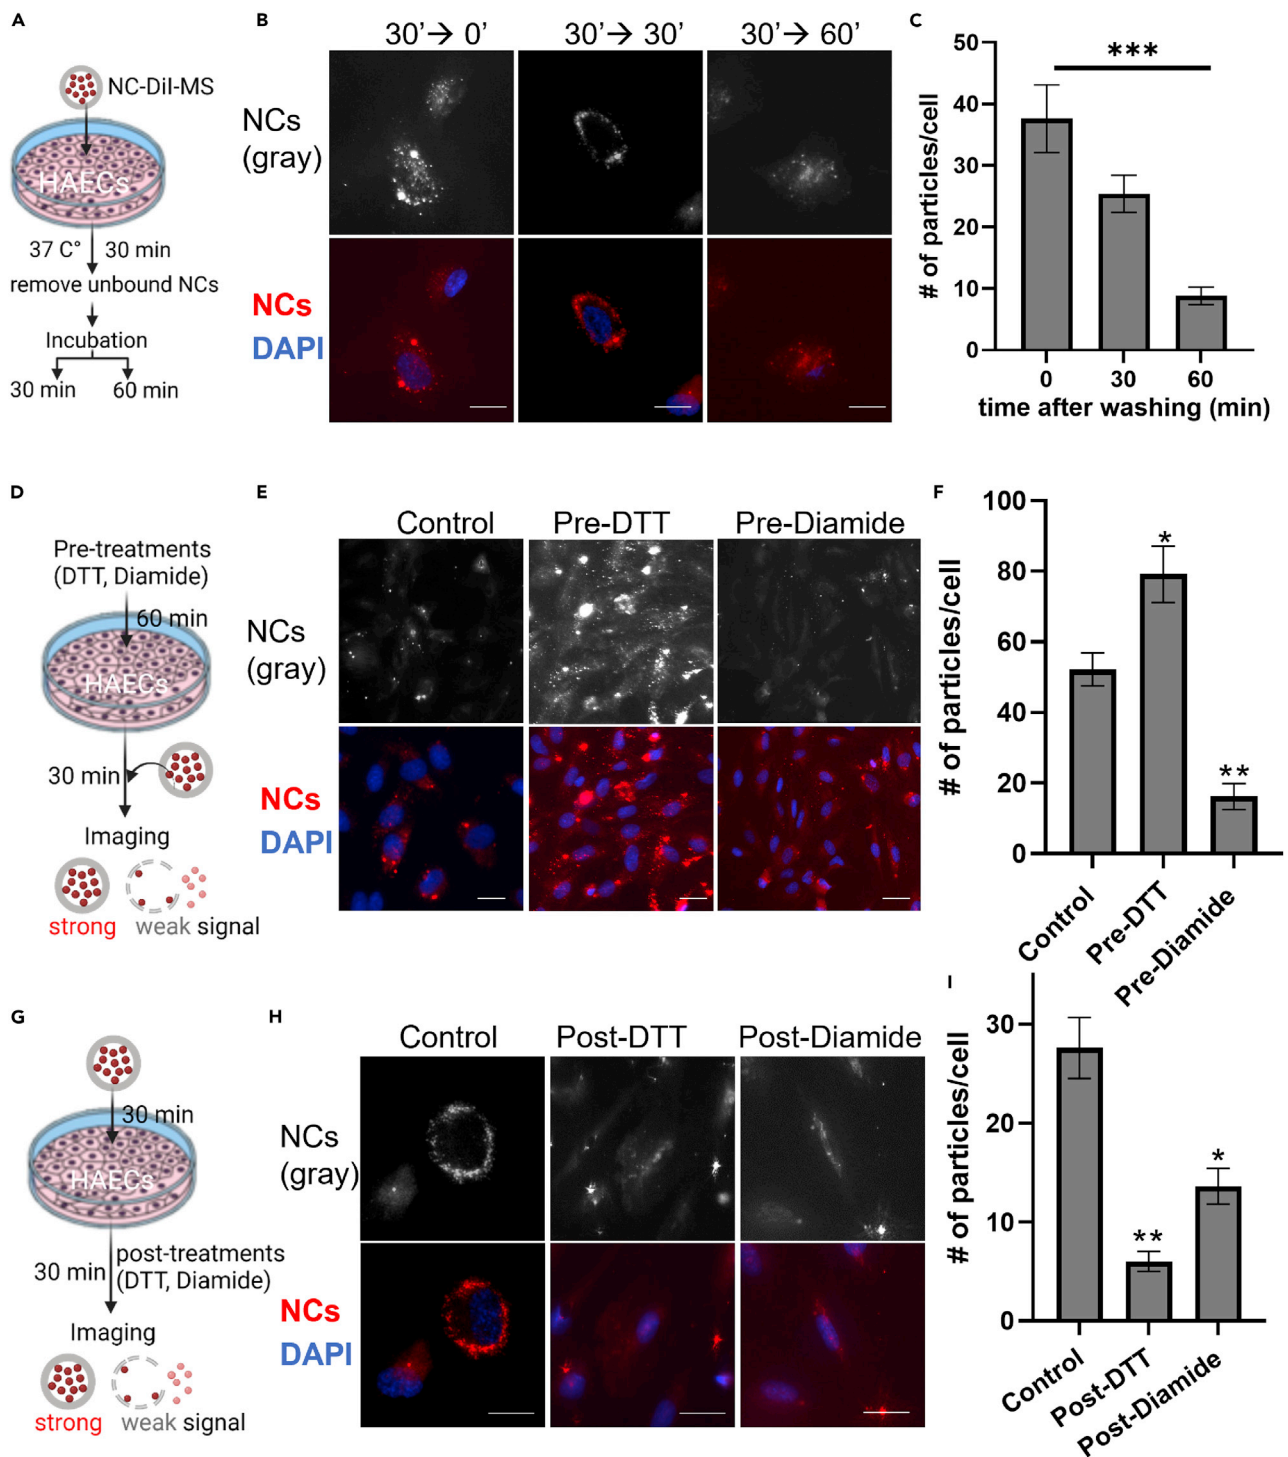 A
NC-DiI-MS
HAECs
37 C° 30 min
remove unbound NCs
Incubation
30 min 60 min
B
30’→ 0’ 30’→ 30’ 30’→ 60’
NCs
(gray)
NCs
DAPI
C
***
# of particles/cell
50
40
30
20
10
0
0 30 60
time after washing (min)
D
Pre-treatments
(DTT, Diamide)
60 min
HAECs
30 min
Imaging
strong weak signal
E
Control Pre-DTT Pre-Diamide
NCs
(gray)
NCs
DAPI
F
# of particles/cell
100
80
60
40
20
0
*
**
Control
Pre-DTT
Pre-Diamide
G
30 min
HAECs
30 min
post-treatments
(DTT, Diamide)
Imaging
strong weak signal
H
Control Post-DTT Post-Diamide
NCs
(gray)
NCs
DAPI
I
# of particles/cell
30
20
10
0
**
*
Control
Post-DTT
Post-Diamide